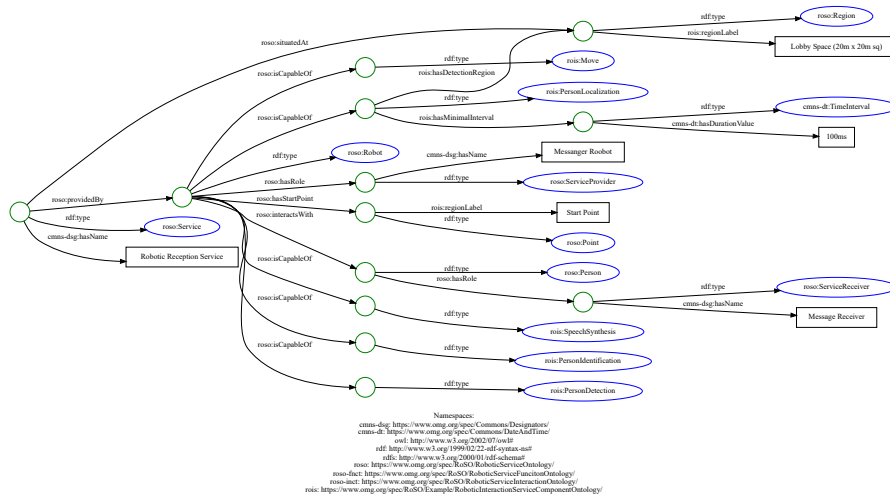 rdf:type
roso:Region
rois:regionLabel
roso:situatedAt
Lobby Space (20m x 20m sq)
rdf:type
rois:Move
roso:isCapableOf
rois:hasDetectionRegion
rdf:type
rois:PersonLocalization
rdf:type
cmns-dt:TimeInterval
roso:isCapableOf
rois:hasMinimalInterval
cmns-dt:hasDurationValue
100ms
rdf:type
roso:Robot
cmns-dsg:hasName
Messanger Roobot
roso:hasRole
rdf:type
roso:ServiceProvider
roso:providedBy
roso:hasStartPoint
rois:regionLabel
Start Point
rdf:type
roso:Service
roso:interactsWith
rdf:type
roso:Point
cmns-dsg:hasName
Robotic Reception Service
roso:isCapableOf
rdf:type
roso:Person
roso:hasRole
rdf:type
roso:ServiceReceiver
roso:isCapableOf
cmns-dsg:hasName
Message Receiver
rdf:type
rois:SpeechSynthesis
roso:isCapableOf
rdf:type
rois:PersonIdentification
rdf:type
rois:PersonDetection
Namespaces:
cmns-dsg: https://www.omg.org/spec/Commons/Designators/
cmns-dt: https://www.omg.org/spec/Commons/DateAndTime/
owl: http://www.w3.org/2002/07/owl#
rdf: http://www.w3.org/1999/02/22-rdf-syntax-ns#
rdfs: http://www.w3.org/2000/01/rdf-schema#
roso: https://www.omg.org/spec/RoSO/RoboticServiceOntology/
roso-fnct: https://www.omg.org/spec/RoSO/RoboticServiceFuncitonOntology/
roso-inct: https://www.omg.org/spec/RoSO/RoboticServiceInteractionOntology/
rois: https://www.omg.org/spec/RoSO/Example/RoboticInteractionServiceComponentOntology/